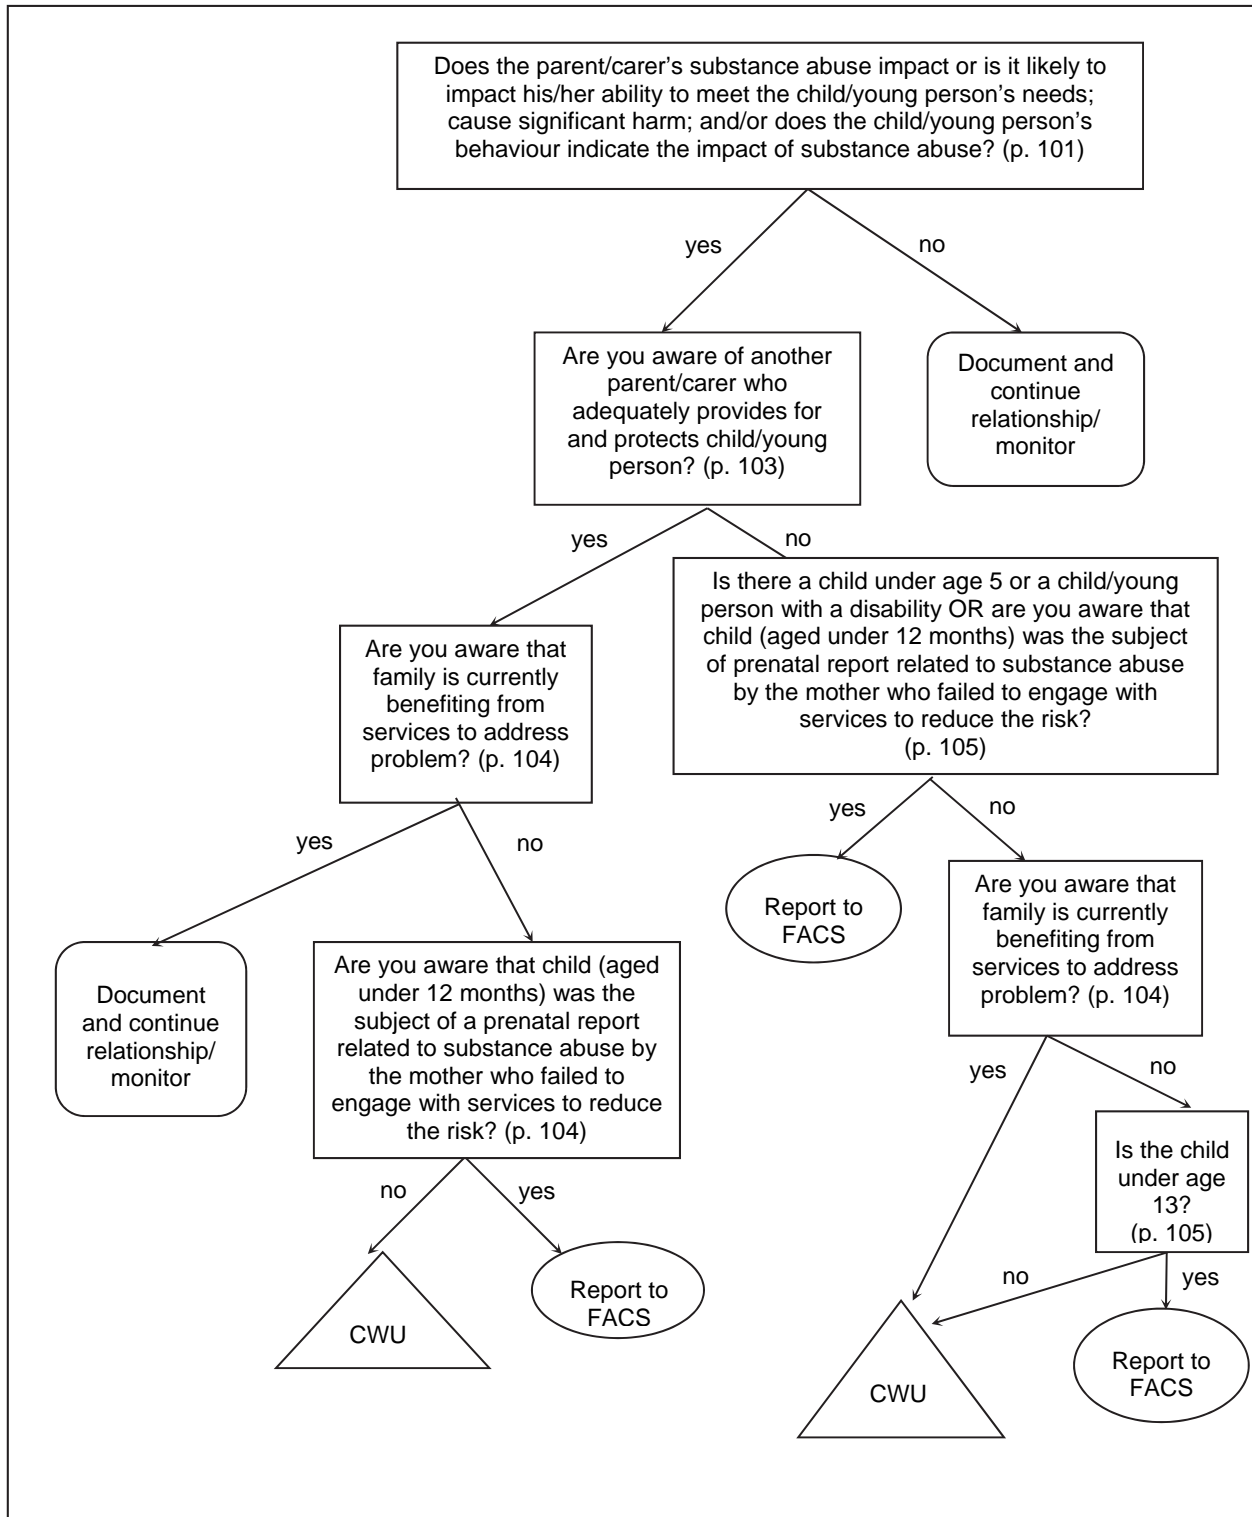 Does the parent/carer's substance abuse impact or is it likely to
impact his/her ability to meet the child/young person's needs;
cause significant harm; and/or does the child/young person's
behaviour indicate the impact of substance abuse? (p. 101)
yes
no
Are you aware of another
parent/carer who
adequately provides for
and protects child/young
person? (p. 103)
Document and
continue
relationship/
monitor
yes
no
Are you aware that
family is currently
benefiting from
services to address
problem? (p. 104)
Is there a child under age 5 or a child/young
person with a disability OR are you aware that
child (aged under 12 months) was the subject
of prenatal report related to substance abuse
by the mother who failed to engage with
services to reduce the risk?
(p. 105)
yes
no
yes
no
Document
and continue
relationship/
monitor
Are you aware that child (aged
under 12 months) was the
subject of a prenatal report
related to substance abuse by
the mother who failed to
engage with services to reduce
the risk? (p. 104)
Report to
FACS
Are you aware that
family is currently
benefiting from
services to address
problem? (p. 104)
yes
no
no
yes
Is the child
under age
13?
(p. 105)
CWU
Report to
FACS
no
yes
CWU
Report to
FACS